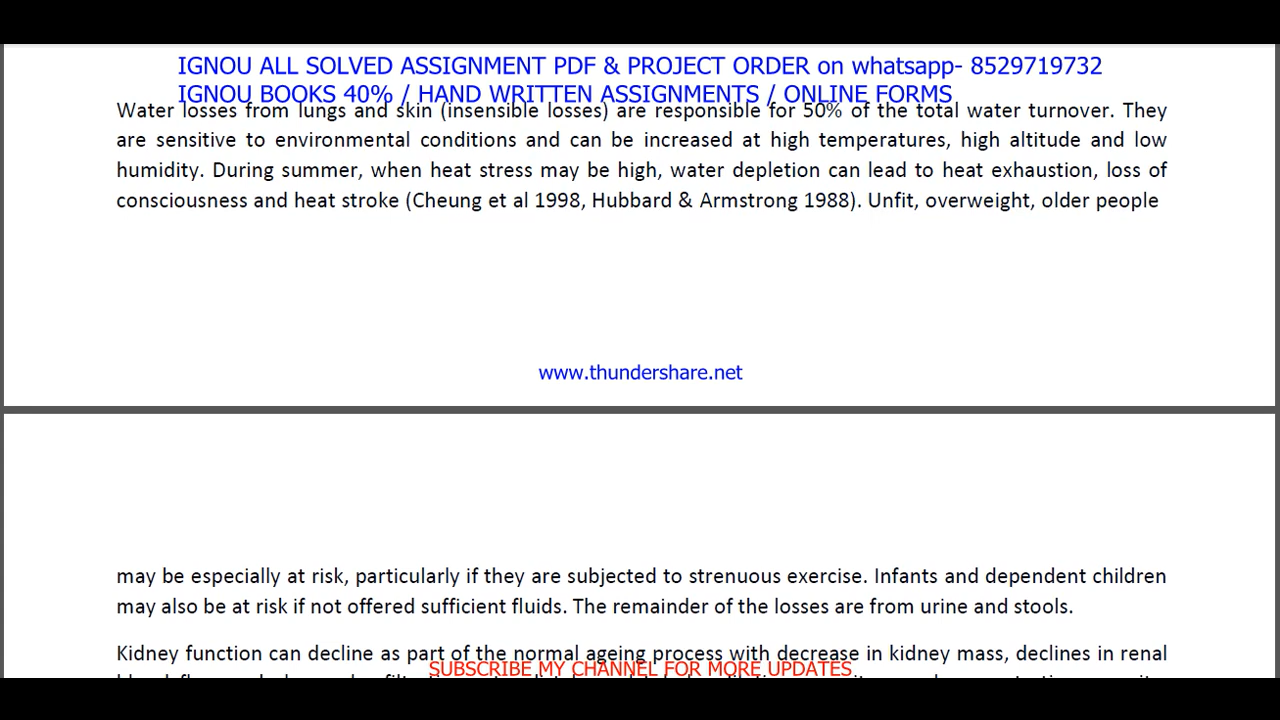 IGNOU ALL SOLVED ASSIGNMENT PDF & PROJECT ORDER on whatsapp- 8529719732
IGNOU BOOKS 40% / HAND WRITTEN ASSIGNMENTS / ONLINE FORMS
Water losses from lungs and skin (insensible losses) are responsible for 50% of the total water turnover. They
are sensitive to environmental conditions and can be increased at high temperatures, high altitude and low
humidity. During summer, when heat stress may be high, water depletion can lead to heat exhaustion, loss of
consciousness and heat stroke (Cheung et al 1998, Hubbard & Armstrong 1988). Unfit, overweight, older people
www.thundershare.net
may be especially at risk, particularly if they are subjected to strenuous exercise. Infants and dependent children
may also be at risk if not offered sufficient fluids. The remainder of the losses are from urine and stools.
Kidney function can decline as part of the normal ageing process with decrease in kidney mass, declines in renal
SUBSCRIBE MY CHANNEL FOR MORE UPDATES